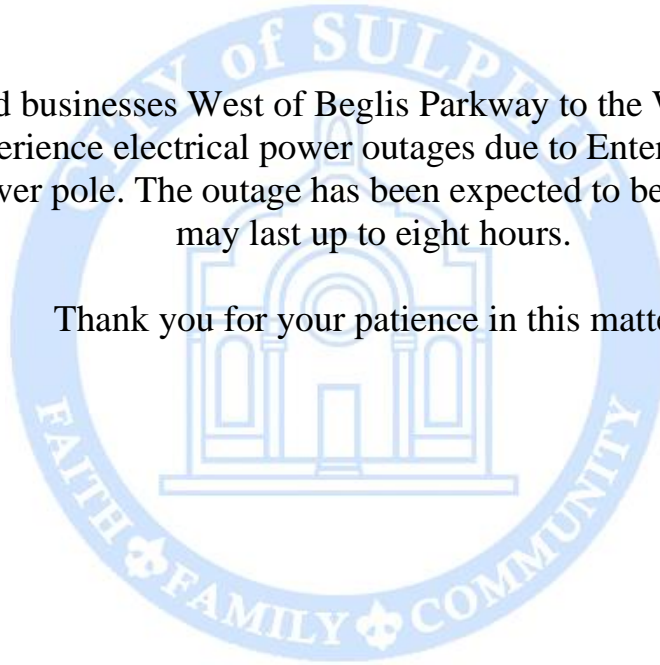 CITY of SULPHUR
d businesses West of Beglis Parkway to the
erience electrical power outages due to Enter
wer pole. The outage has been expected to be
may last up to eight hours.
Thank you for your patience in this matte
FAITH FAMILY COMMUNITY